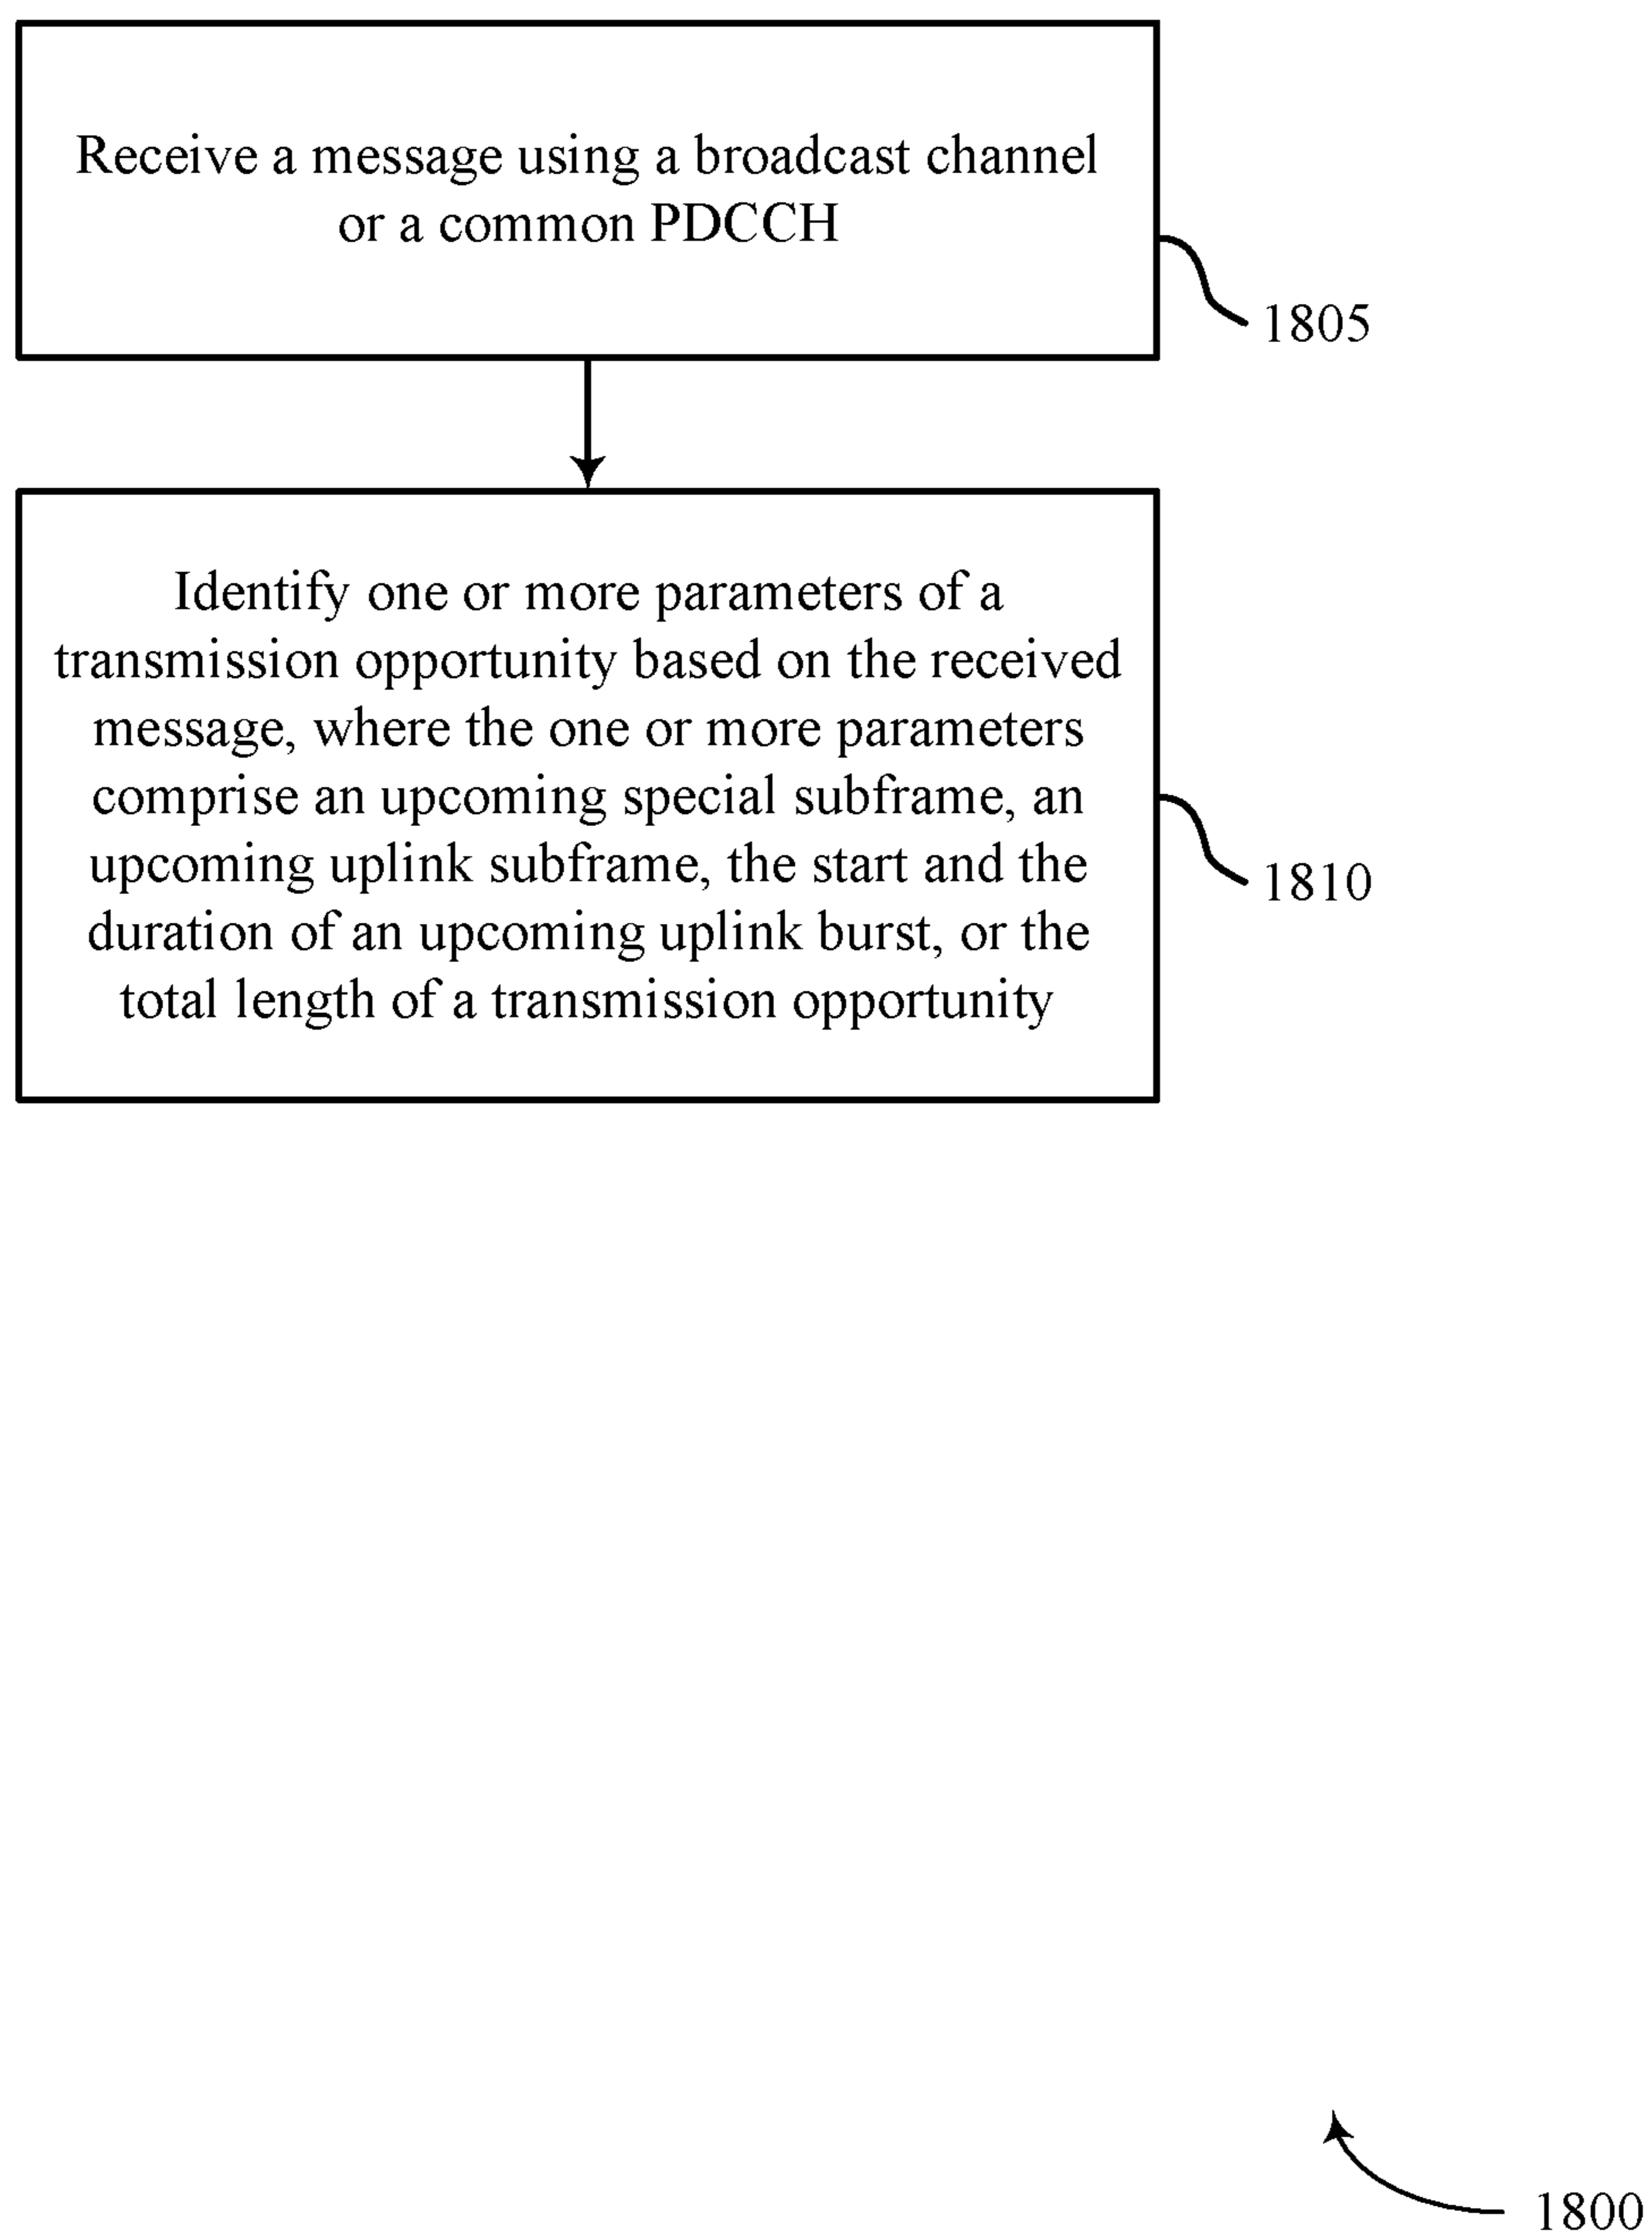 Receive a message using a broadcast channel
or a common PDCCH
1805
Identify one or more parameters of a
transmission opportunity based on the received
message, where the one or more parameters
comprise an upcoming special subframe, an
upcoming uplink subframe, the start and the
duration of an upcoming uplink burst, or the
total length of a transmission opportunity
1810
1800